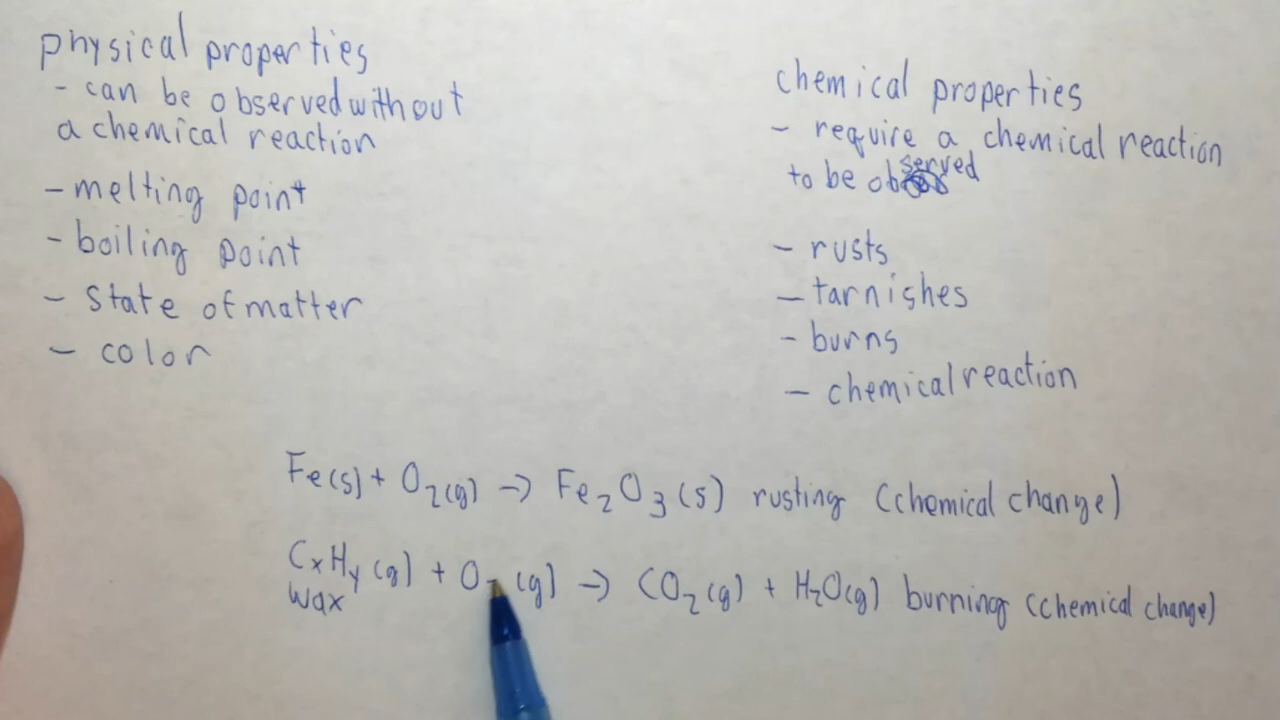 physical properties
- can be observed without
a chemical reaction
- melting point
- boiling point
- State of matter
- color
chemical properties
- require a chemical reaction
to be observed
- rusts
- tarnishes
- burns
- chemical reaction
Fe(s) + O₂(g) → Fe₂O₃(s) rusting (chemical change)
CₓHᵧ(g) + O₂(g) → CO₂(g) + H₂O(g) burning (chemical change)
wax